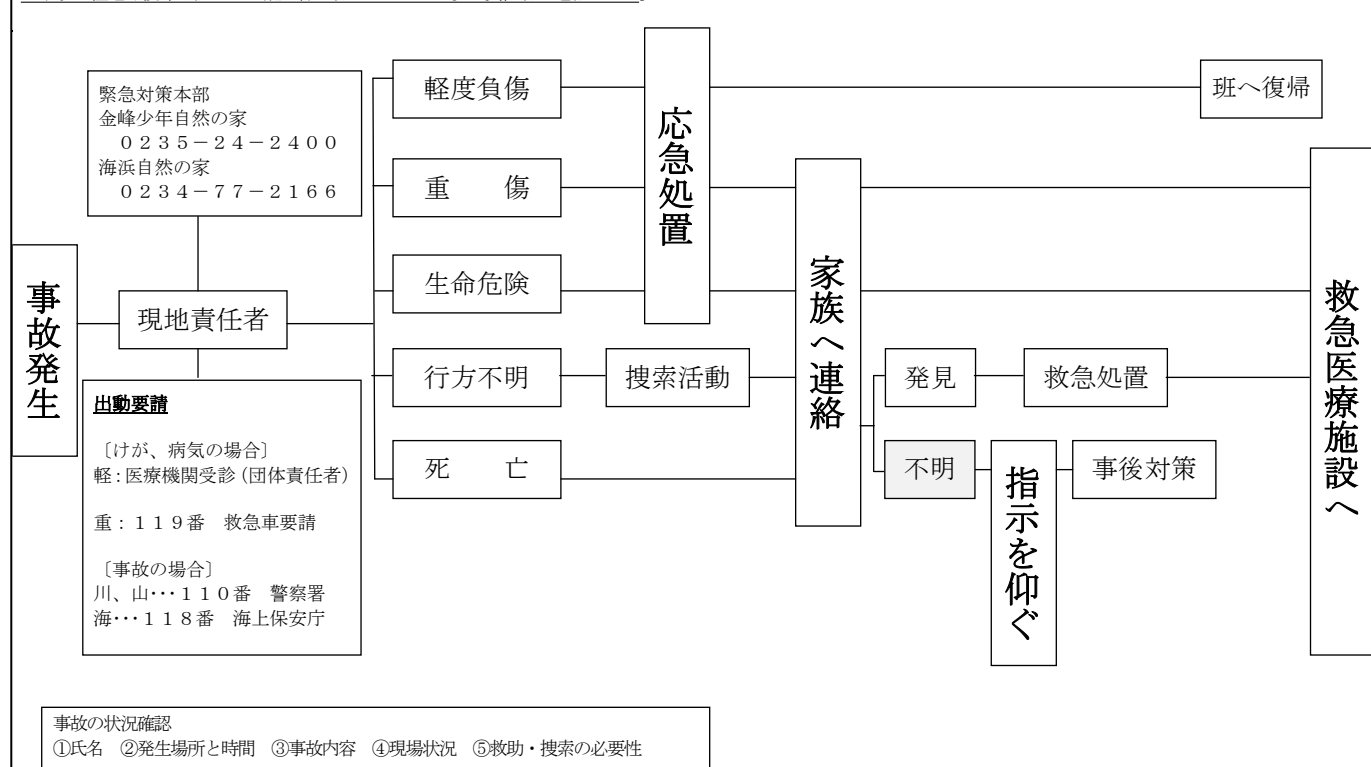 緊急対策本部
金峰少年自然の家
０２３５－２４－２４００
海浜自然の家
０２３４－７７－２１６６
事故発生
現地責任者
出動要請
〔けが、病気の場合〕
軽：医療機関受診（団体責任者）
重：１１９番　救急車要請
〔事故の場合〕
川、山･･･１１０番　警察署
海･･･１１８番　海上保安庁
軽度負傷
重　　傷
生命危険
行方不明
死　　亡
応急処置
捜索活動
家族へ連絡
発見
救急処置
不明
指示を仰ぐ
事後対策
班へ復帰
救急医療施設へ
事故の状況確認
①氏名　②発生場所と時間　③事故内容　④現場状況　⑤救助・捜索の必要性